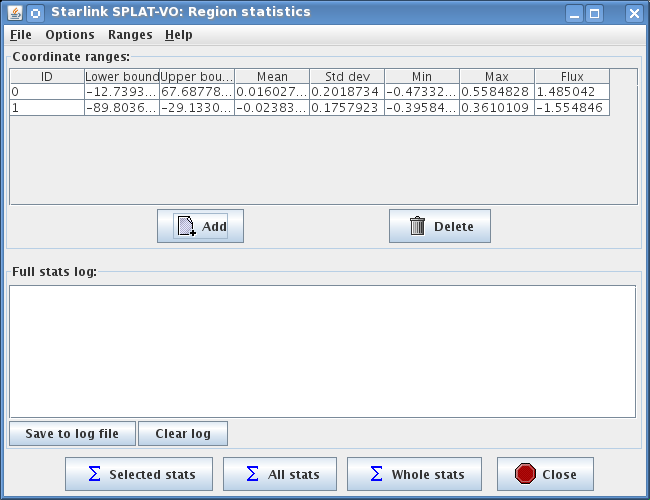 Starlink SPLAT-VO: Region statistics
File Options Ranges Help
Coordinate ranges:
ID Lower bound Upper bou... Mean Std dev Min Max Flux
0 −12.7393... 67.68778... 0.016027... 0.2018734 −0.47332... 0.5584828 1.485042
1 −89.8036... −29.1330... −0.02383... 0.1757923 −0.39584... 0.3610109 −1.554846
Add Delete
Full stats log:
Save to log file Clear log
Selected stats All stats Whole stats Close